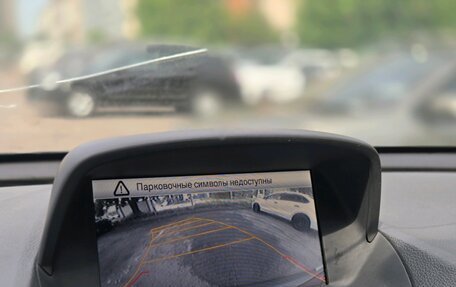 Парковочные символы недоступны